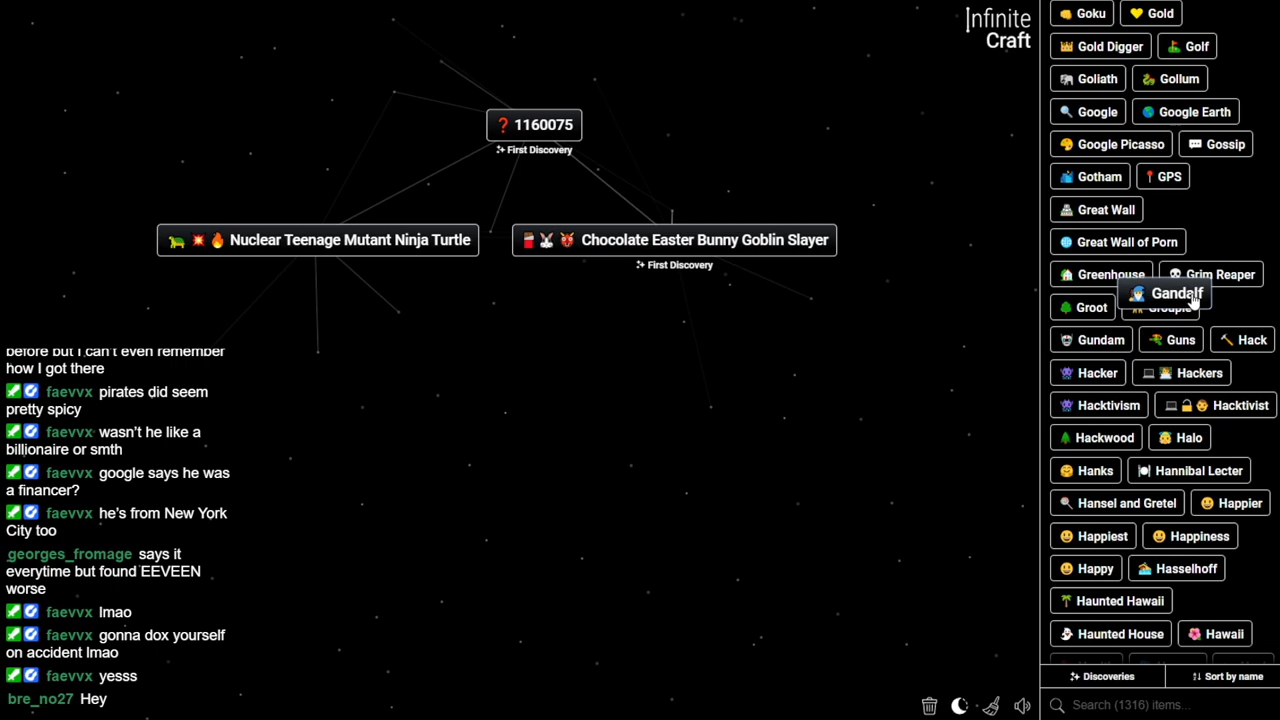 Infinite
Craft
1160075
First Discovery
Nuclear Teenage Mutant Ninja Turtle
Chocolate Easter Bunny Goblin Slayer
First Discovery
before but I can't even remember
how I got there
faevvx pirates did seem
pretty spicy
faevvx wasn't he like a
billionaire or smth
faevvx google says he was
a financer?
faevvx he's from New York
City too
georges_fromage says it
everytime but found EEVEEN
worse
faevvx lmao
faevvx gonna dox yourself
on accident lmao
faevvx yesss
bre_no27 Hey
Goku Gold
Gold Digger Golf
Goliath Gollum
Google Google Earth
Google Picasso Gossip
Gotham GPS
Great Wall
Great Wall of Porn
Greenhouse Grim Reaper
Gandalf
Groot Groupie
Gundam Guns Hack
Hacker Hackers
Hacktivism Hacktivist
Hackwood Halo
Hanks Hannibal Lecter
Hansel and Gretel Happier
Happiest Happiness
Happy Hasselhoff
Haunted Hawaii
Haunted House Hawaii
Discoveries Sort by name
Search (1316) items...